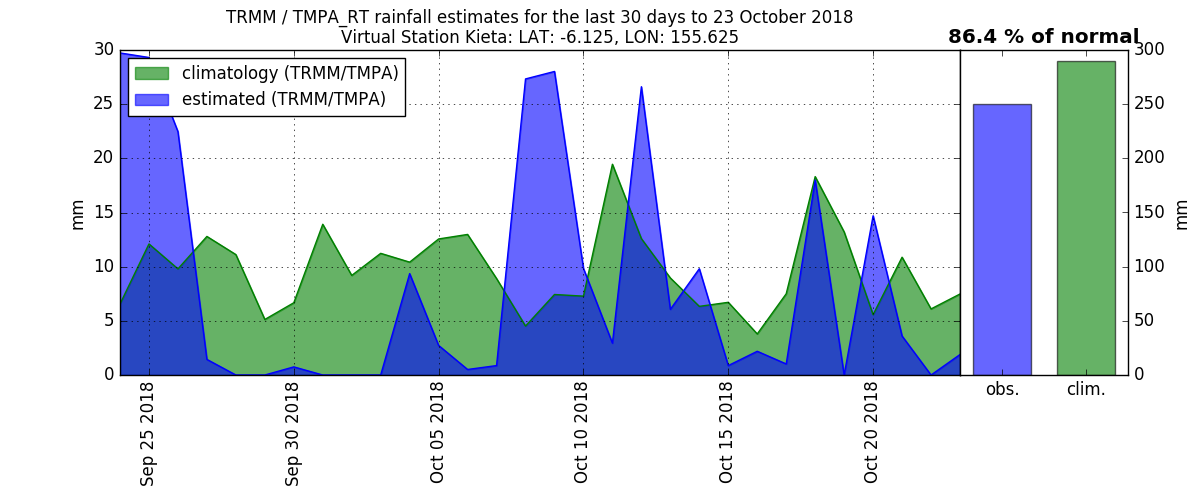 TRMM / TMPA_RT rainfall estimates for the last 30 days to 23 October 2018
Virtual Station Kieta: LAT: -6.125, LON: 155.625
86.4 % of normal
climatology (TRMM/TMPA)
estimated (TRMM/TMPA)
30
25
20
15
10
5
0
mm
Sep 25 2018
Sep 30 2018
Oct 05 2018
Oct 10 2018
Oct 15 2018
Oct 20 2018
obs.
clim.
300
250
200
150
100
50
0
mm